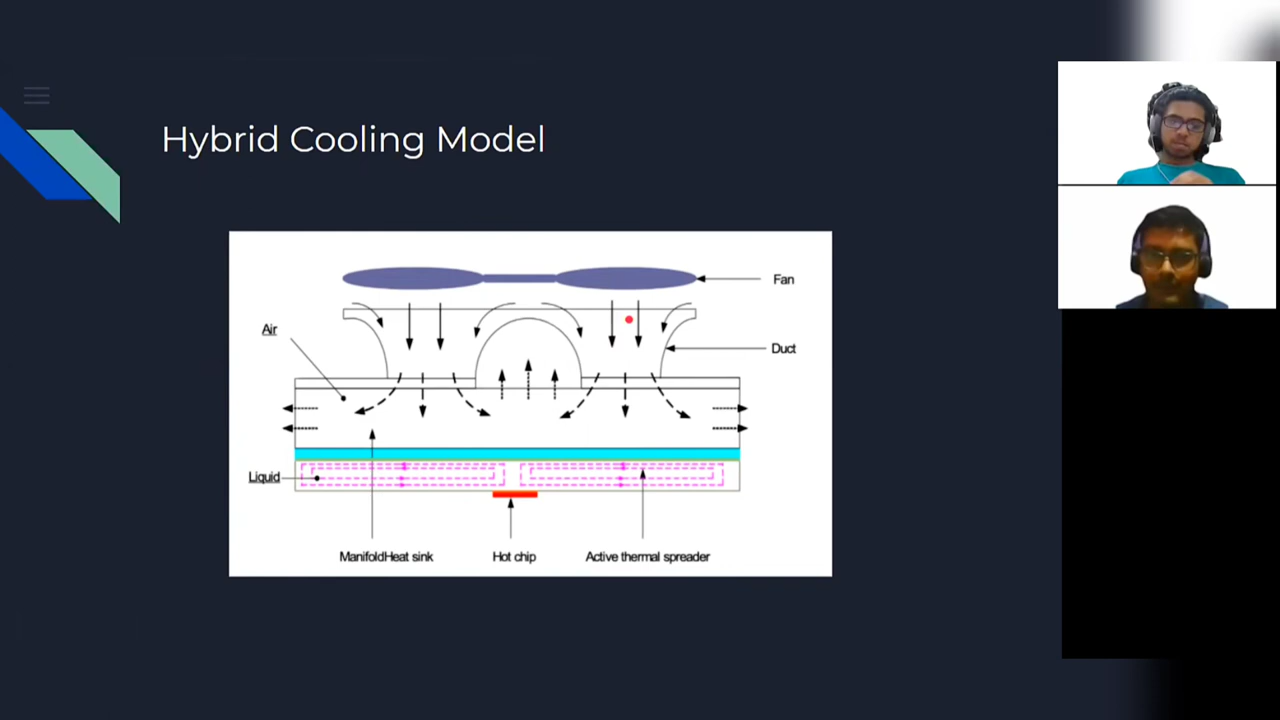 Hybrid Cooling Model
Fan
Air
Duct
Liquid
ManifoldHeat sink
Hot chip
Active thermal spreader